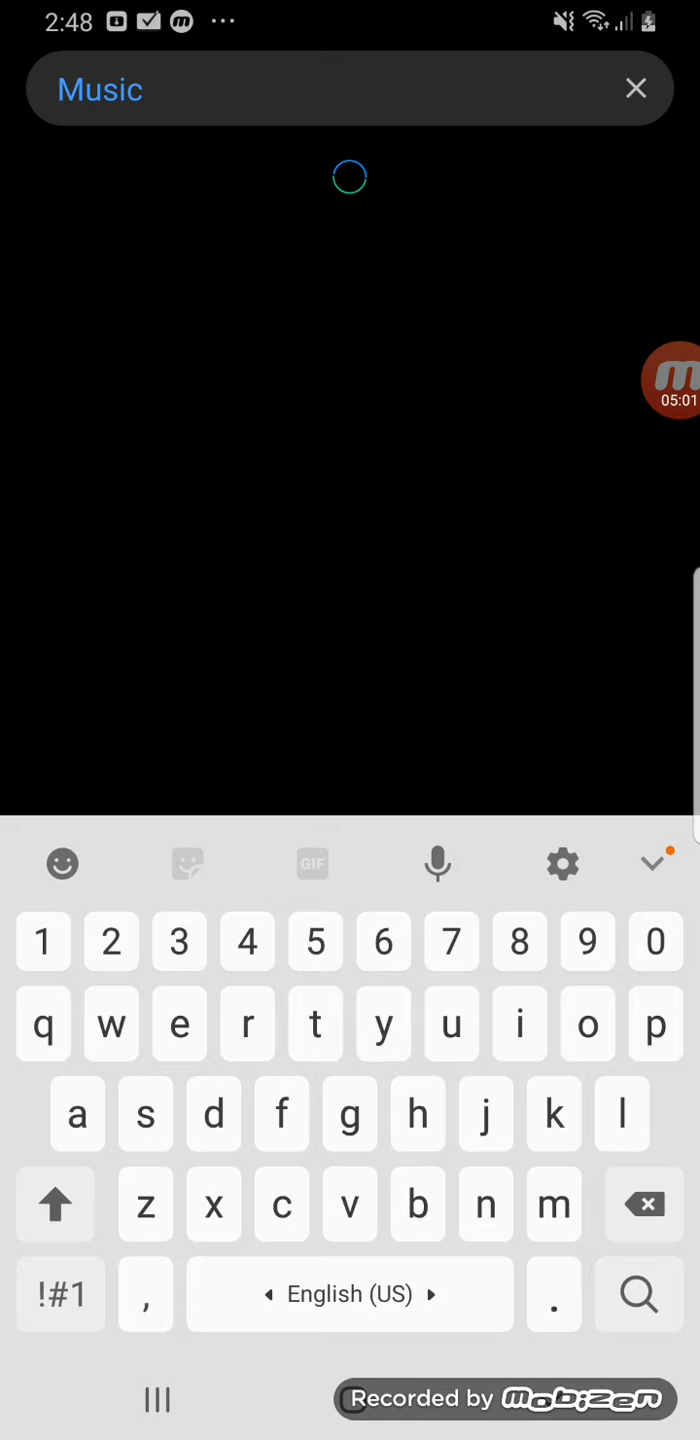 2:48 m ...
Music
m
05:01
GIF
1 2 3 4 5 6 7 8 9 0
q w e r t y u i o p
a s d f g h j k l
z x c v b n m
!#1 , English (US) .
Recorded by mobizen